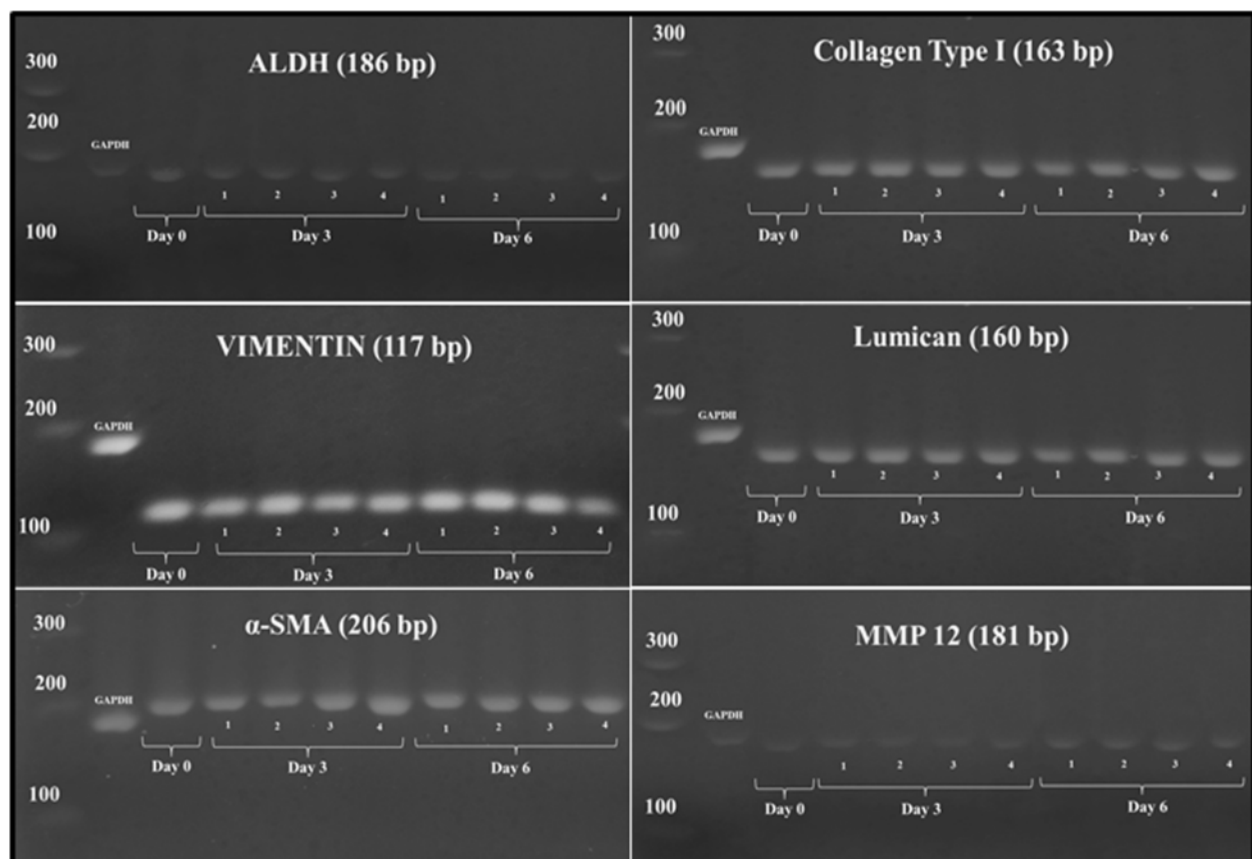 ALDH (186 bp)
300
200
GAPDH
1 2 3 4 1 2 3 4
100
Day 0 Day 3 Day 6
Collagen Type I (163 bp)
300
200
GAPDH
1 2 3 4 1 2 3 4
100
Day 0 Day 3 Day 6
VIMENTIN (117 bp)
300
200
GAPDH
100
1 2 3 4 1 2 3 4
Day 0 Day 3 Day 6
Lumican (160 bp)
300
200
GAPDH
1 2 3 4 1 2 3 4
100
Day 0 Day 3 Day 6
α-SMA (206 bp)
300
200
GAPDH
1 2 3 4 1 2 3 4
Day 0 Day 3 Day 6
100
MMP 12 (181 bp)
300
200
GAPDH
1 2 3 4 1 2 3 4
100
Day 0 Day 3 Day 6